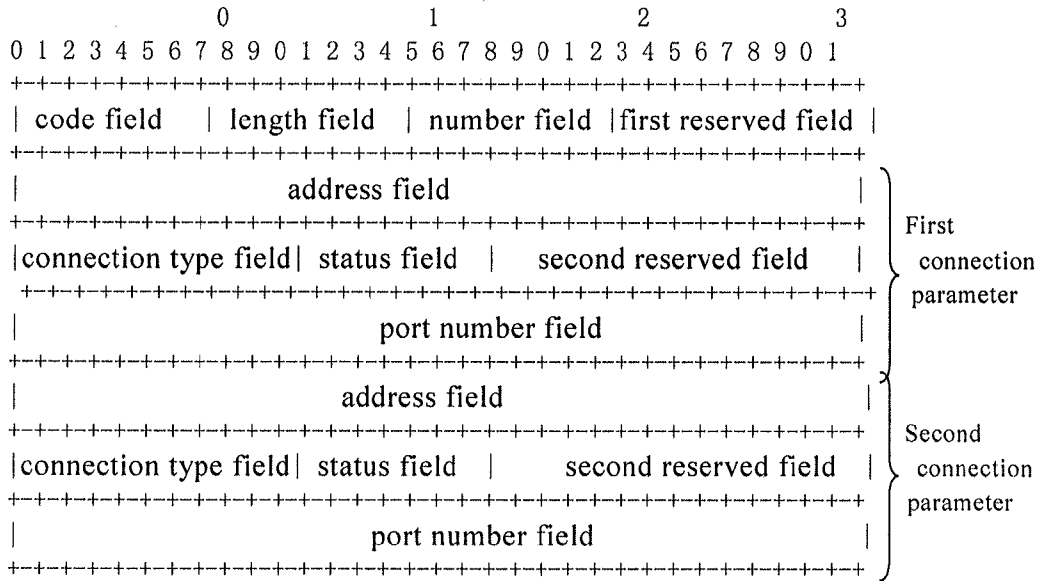 0 1 2 3
0 1 2 3 4 5 6 7 8 9 0 1 2 3 4 5 6 7 8 9 0 1 2 3 4 5 6 7 8 9 0 1
+-+-+-+-+-+-+-+-+-+-+-+-+-+-+-+-+-+-+-+-+-+-+-+-+-+-+-+-+-+-+-+-+
| code field | length field | number field |first reserved field |
+-+-+-+-+-+-+-+-+-+-+-+-+-+-+-+-+-+-+-+-+-+-+-+-+-+-+-+-+-+-+-+-+
| address field |
+-+-+-+-+-+-+-+-+-+-+-+-+-+-+-+-+-+-+-+-+-+-+-+-+-+-+-+-+-+-+-+-+
|connection type field| status field | second reserved field |
+-+-+-+-+-+-+-+-+-+-+-+-+-+-+-+-+-+-+-+-+-+-+-+-+-+-+-+-+-+-+-+-+
| port number field |
+-+-+-+-+-+-+-+-+-+-+-+-+-+-+-+-+-+-+-+-+-+-+-+-+-+-+-+-+-+-+-+-+
First
connection
parameter
| address field |
+-+-+-+-+-+-+-+-+-+-+-+-+-+-+-+-+-+-+-+-+-+-+-+-+-+-+-+-+-+-+-+-+
|connection type field| status field | second reserved field |
+-+-+-+-+-+-+-+-+-+-+-+-+-+-+-+-+-+-+-+-+-+-+-+-+-+-+-+-+-+-+-+-+
| port number field |
+-+-+-+-+-+-+-+-+-+-+-+-+-+-+-+-+-+-+-+-+-+-+-+-+-+-+-+-+-+-+-+-+
Second
connection
parameter